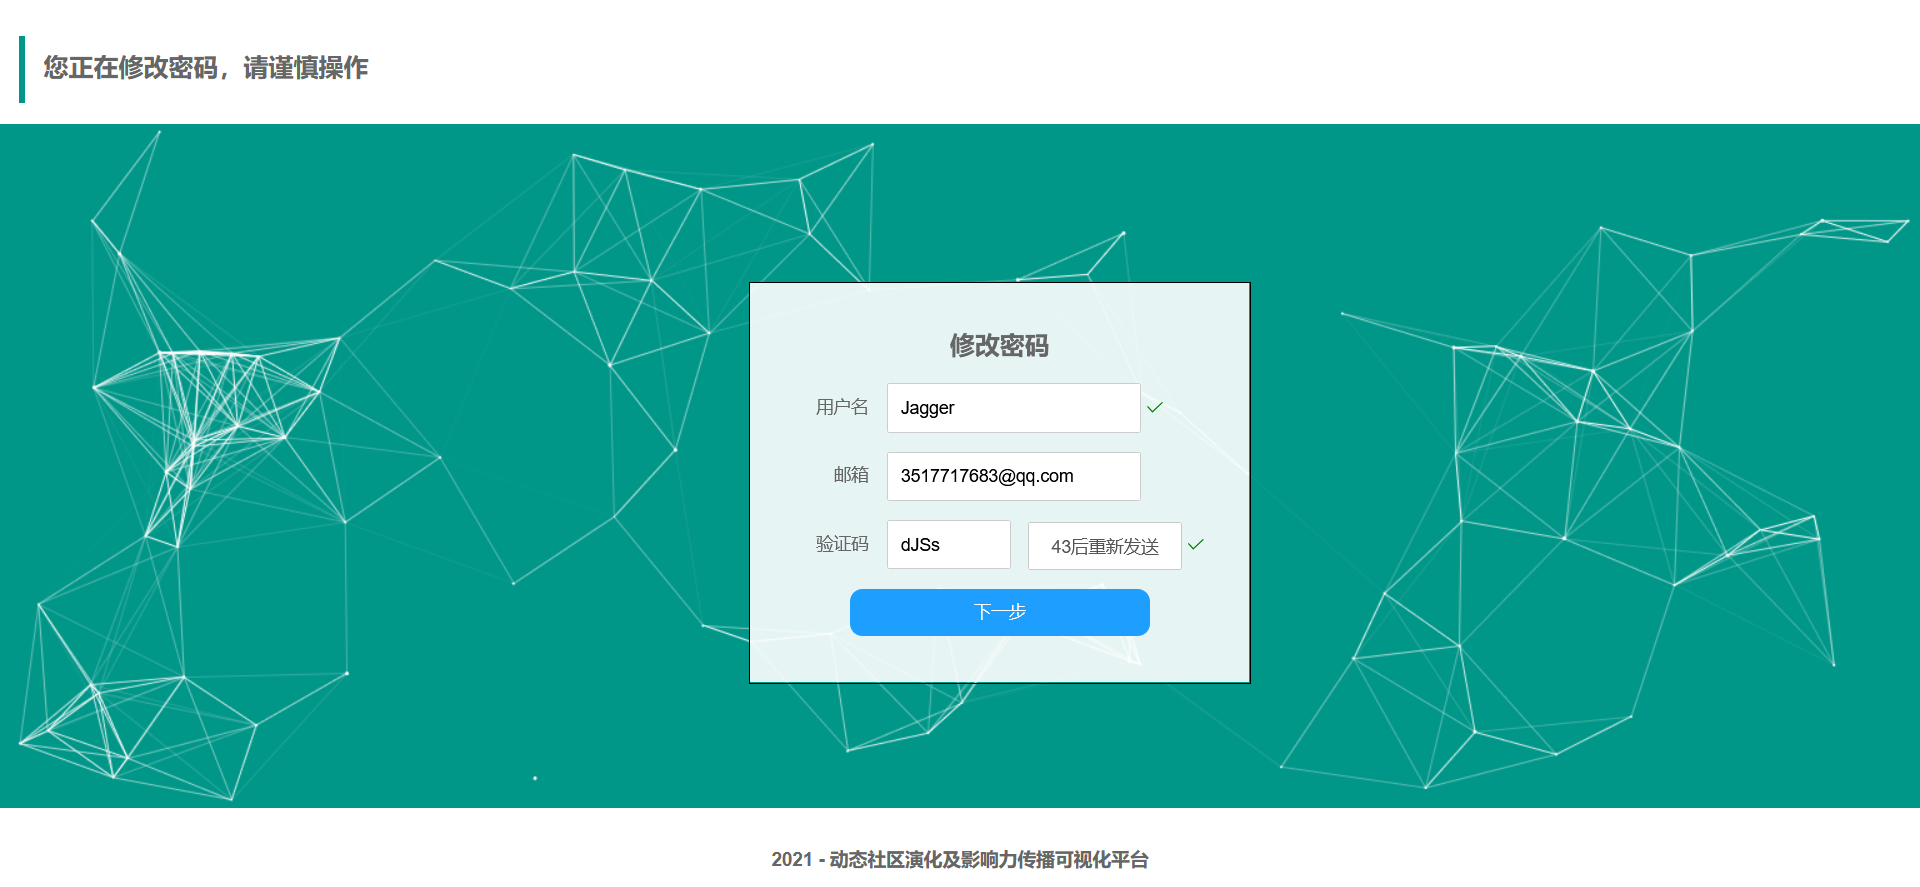 您正在修改密码，请谨慎操作
修改密码
用户名 Jagger
邮箱 3517717683@qq.com
验证码 dJSs 43后重新发送
下一步
2021 - 动态社区演化及影响力传播可视化平台